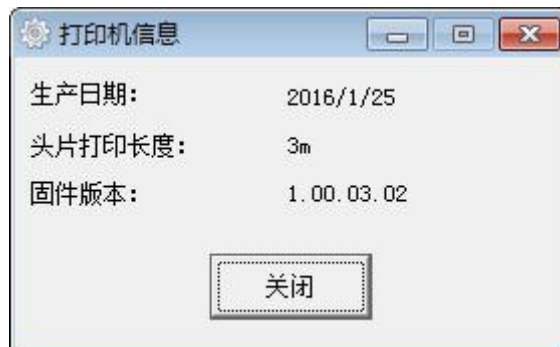 打印机信息
生产日期: 2016/1/25
头片打印长度: 3m
固件版本: 1.00.03.02
关闭